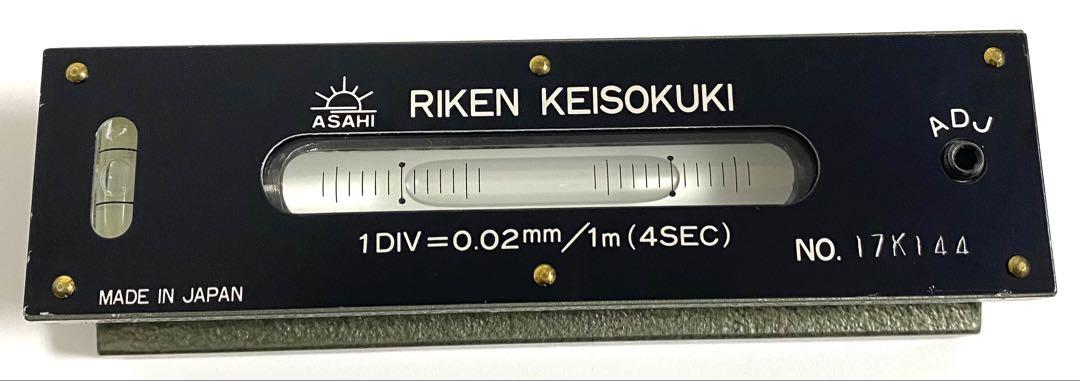 ASAHI
RIKEN KEISOKUKI
ADJ
1DIV=0.02mm/1m(4SEC)
NO. 17K144
MADE IN JAPAN